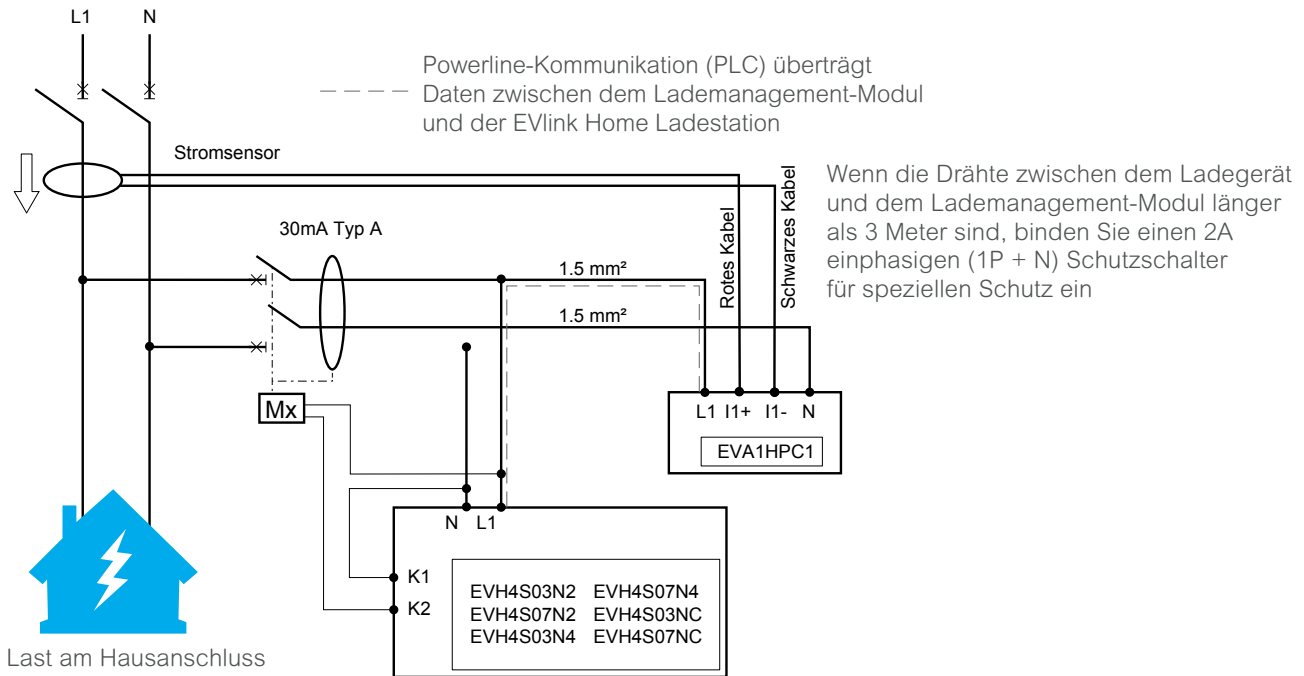 L1
N
Powerline-Kommunikation (PLC) überträgt
Daten zwischen dem Lademanagement-Modul
und der EVlink Home Ladestation
Stromsensor
Rotes Kabel
Schwarzes Kabel
Wenn die Drähte zwischen dem Ladegerät
und dem Lademanagement-Modul länger
als 3 Meter sind, binden Sie einen 2A
einphasigen (1P + N) Schutzschalter
für speziellen Schutz ein
30mA Typ A
1.5 mm²
1.5 mm²
Mx
L1 I1+ I1- N
EVA1HPC1
N L1
K1
K2
EVH4S03N2 EVH4S07N4
EVH4S07N2 EVH4S03NC
EVH4S03N4 EVH4S07NC
Last am Hausanschluss